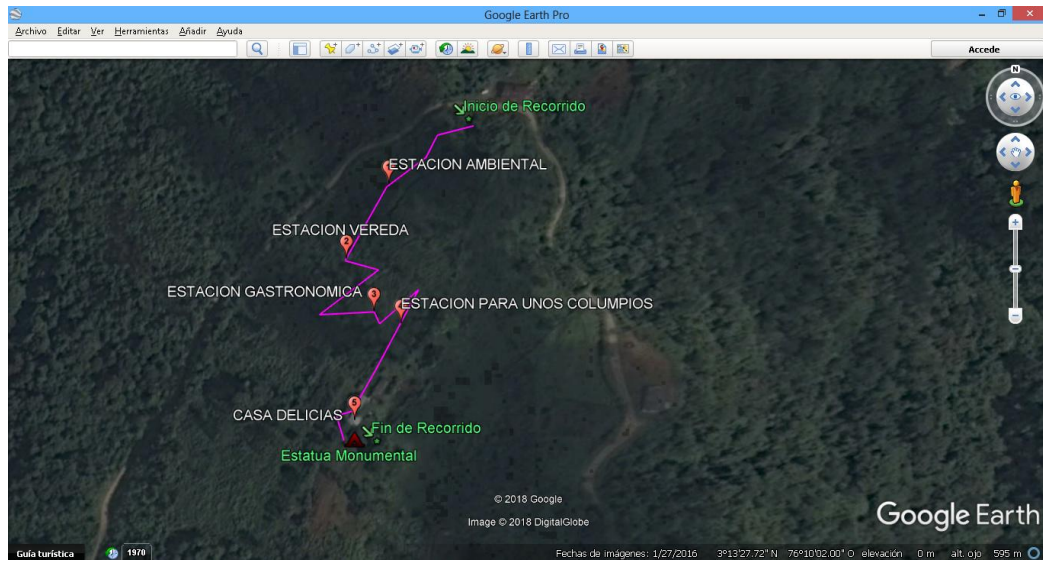 Google Earth Pro
Archivo Editar Ver Herramientas Añadir Ayuda
Accede
N
Inicio de Recorrido
ESTACION AMBIENTAL
ESTACION VEREDA
2
ESTACION GASTRONOMICA
3
ESTACION PARA UNOS COLUMPIOS
5
CASA DELICIAS
Fin de Recorrido
Estatua Monumental
© 2018 Google
Image © 2018 DigitalGlobe
Google Earth
Guía turística
1970
Fechas de imágenes: 1/27/2016 3°13'27.72" N 76°10'02.00" O elevación 0 m alt. ojo 595 m